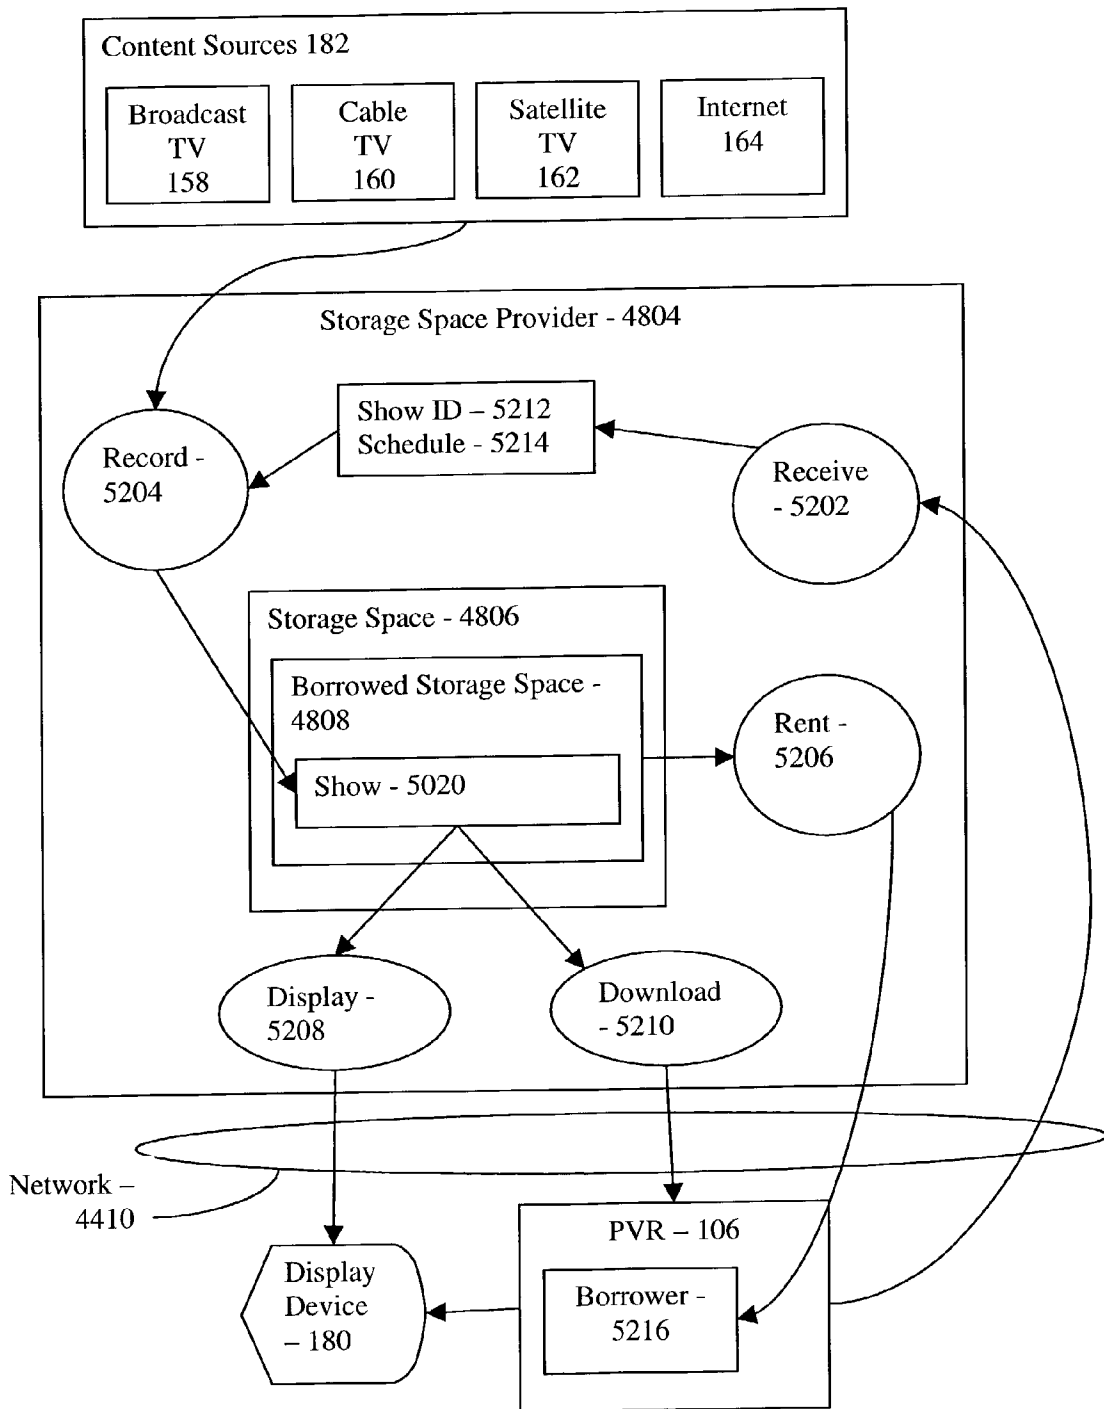 Content Sources 182
Broadcast
TV
158
Cable
TV
160
Satellite
TV
162
Internet
164
Storage Space Provider - 4804
Show ID – 5212
Schedule - 5214
Record -
5204
Receive
- 5202
Storage Space - 4806
Borrowed Storage Space -
4808
Show - 5020
Rent -
5206
Display -
5208
Download
- 5210
Network –
4410
PVR – 106
Display
Device
– 180
Borrower -
5216